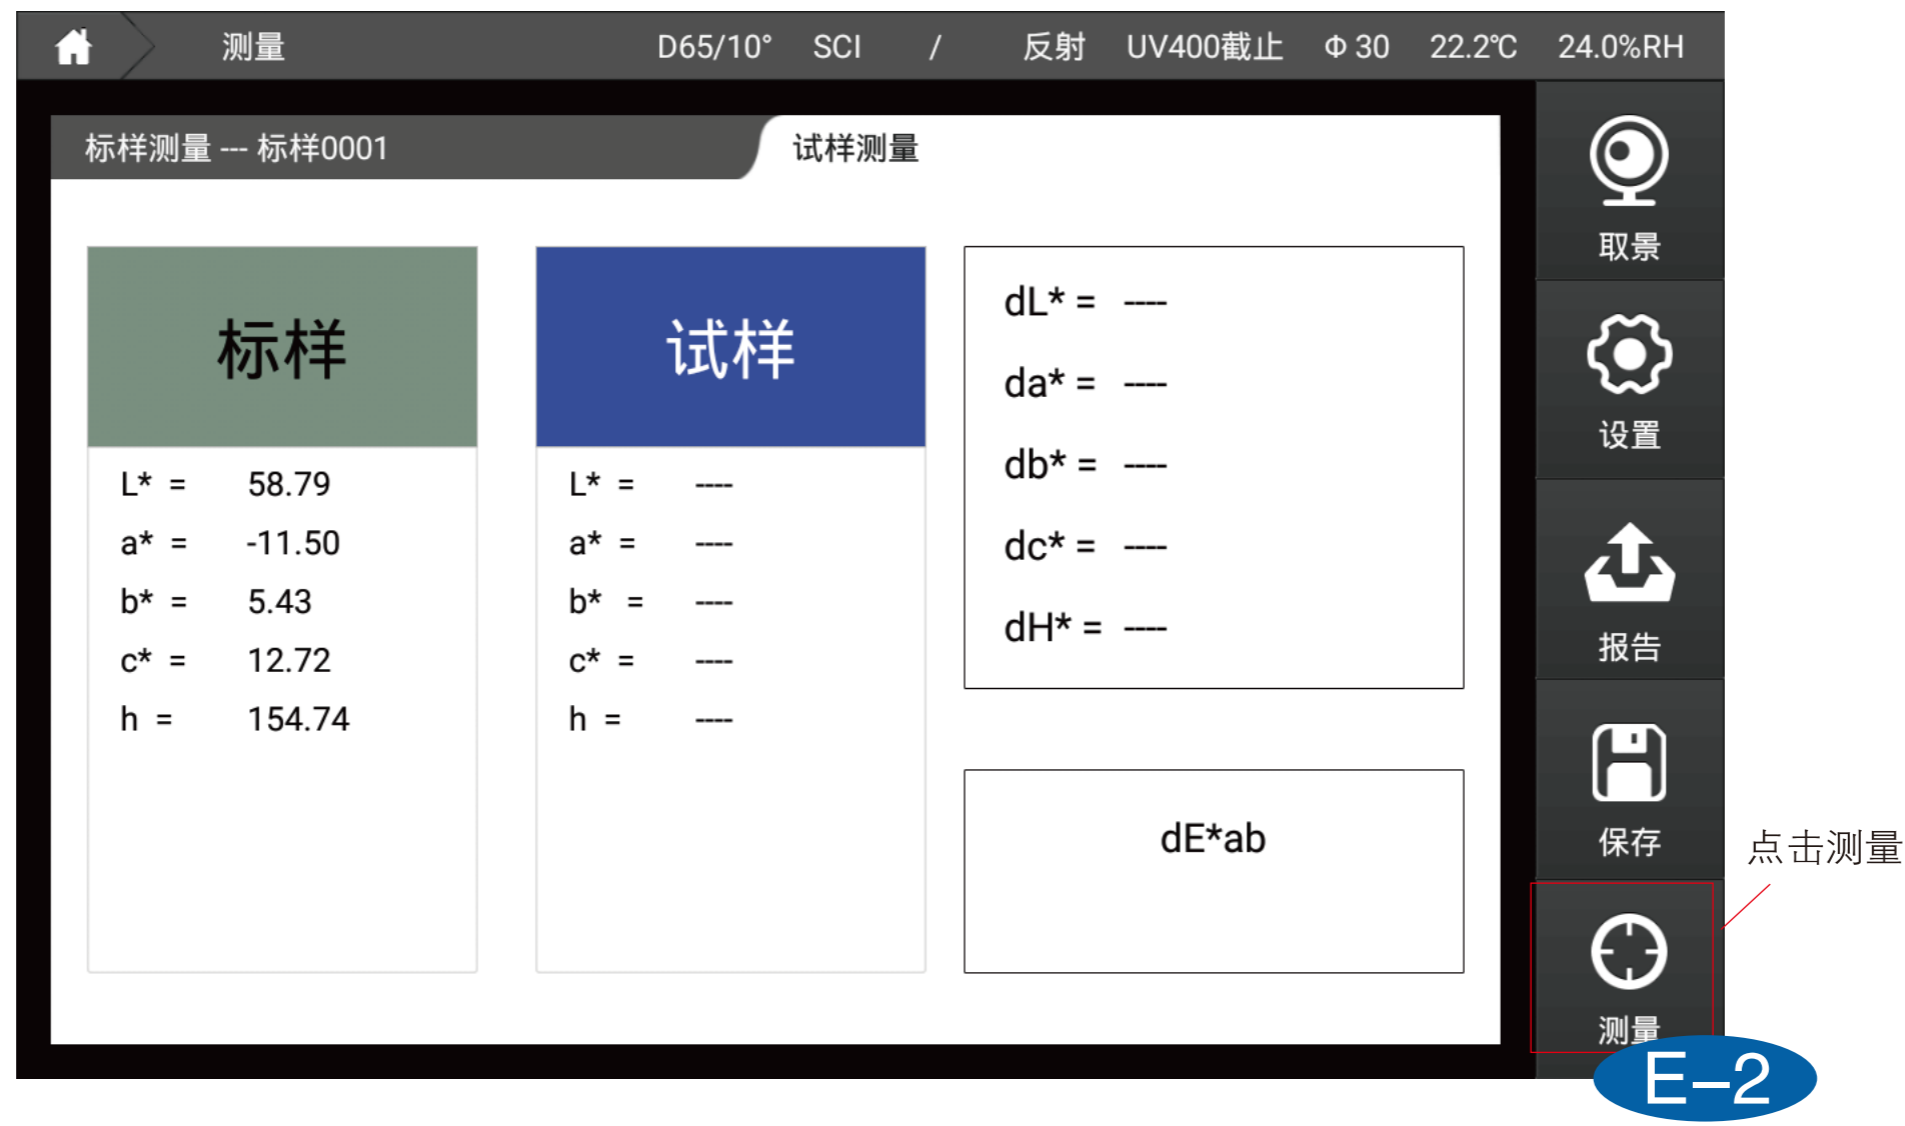 测量 D65/10° SCI / 反射 UV400截止 Φ 30 22.2℃ 24.0%RH
标样测量 --- 标样0001
试样测量
标样
L* = 58.79
a* = -11.50
b* = 5.43
c* = 12.72
h = 154.74
试样
L* = ----
a* = ----
b* = ----
c* = ----
h = ----
dL* = ----
da* = ----
db* = ----
dc* = ----
dH* = ----
dE*ab
取景
设置
报告
保存
测量
点击测量
E–2